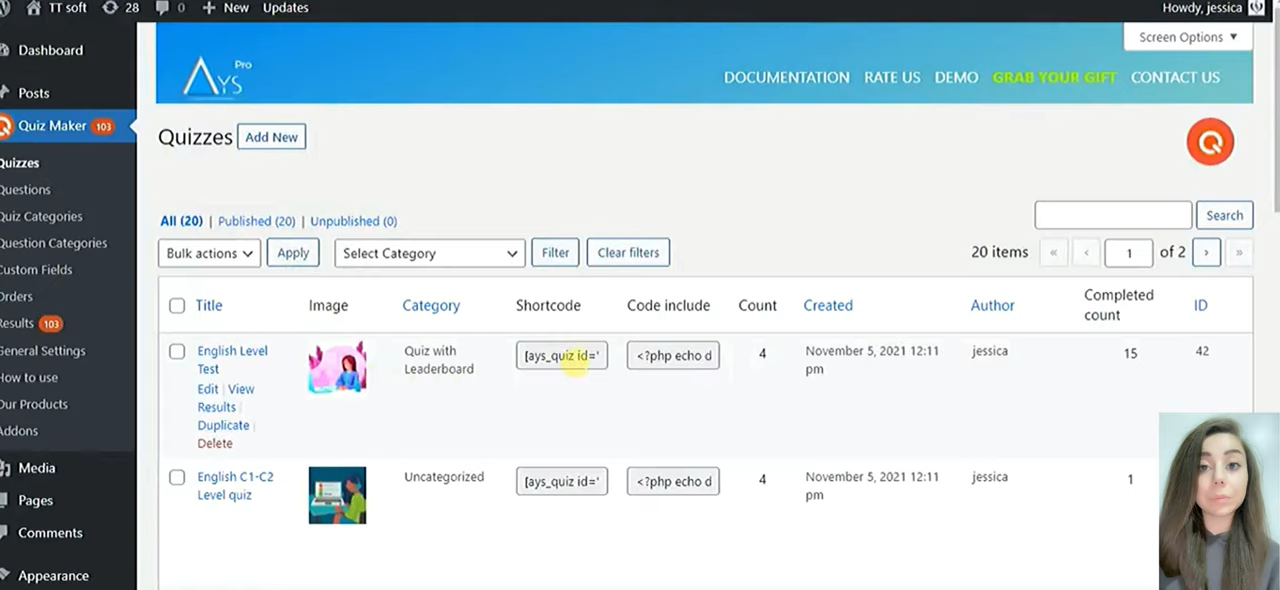 TT soft 28 0 New Updates Howdy, jessica
Screen Options
AYS Pro
DOCUMENTATION RATE US DEMO GRAB YOUR GIFT CONTACT US
Dashboard
Posts
Quiz Maker 103
Quizzes
Questions
Quiz Categories
Question Categories
Custom Fields
Orders
Results 103
General Settings
How to use
Our Products
Addons
Media
Pages
Comments
Appearance
Quizzes Add New
All (20) | Published (20) | Unpublished (0)
Search
Bulk actions Apply Select Category Filter Clear filters 20 items « ‹ 1 of 2 › »
Title Image Category Shortcode Code include Count Created Author Completed count ID
English Level Test
Edit | View
Results |
Duplicate |
Delete
Quiz with Leaderboard
[ays_quiz id='
<?php echo d
4
November 5, 2021 12:11 pm
jessica
15
42
English C1-C2 Level quiz
Uncategorized
[ays_quiz id='
<?php echo d
4
November 5, 2021 12:11 pm
jessica
1